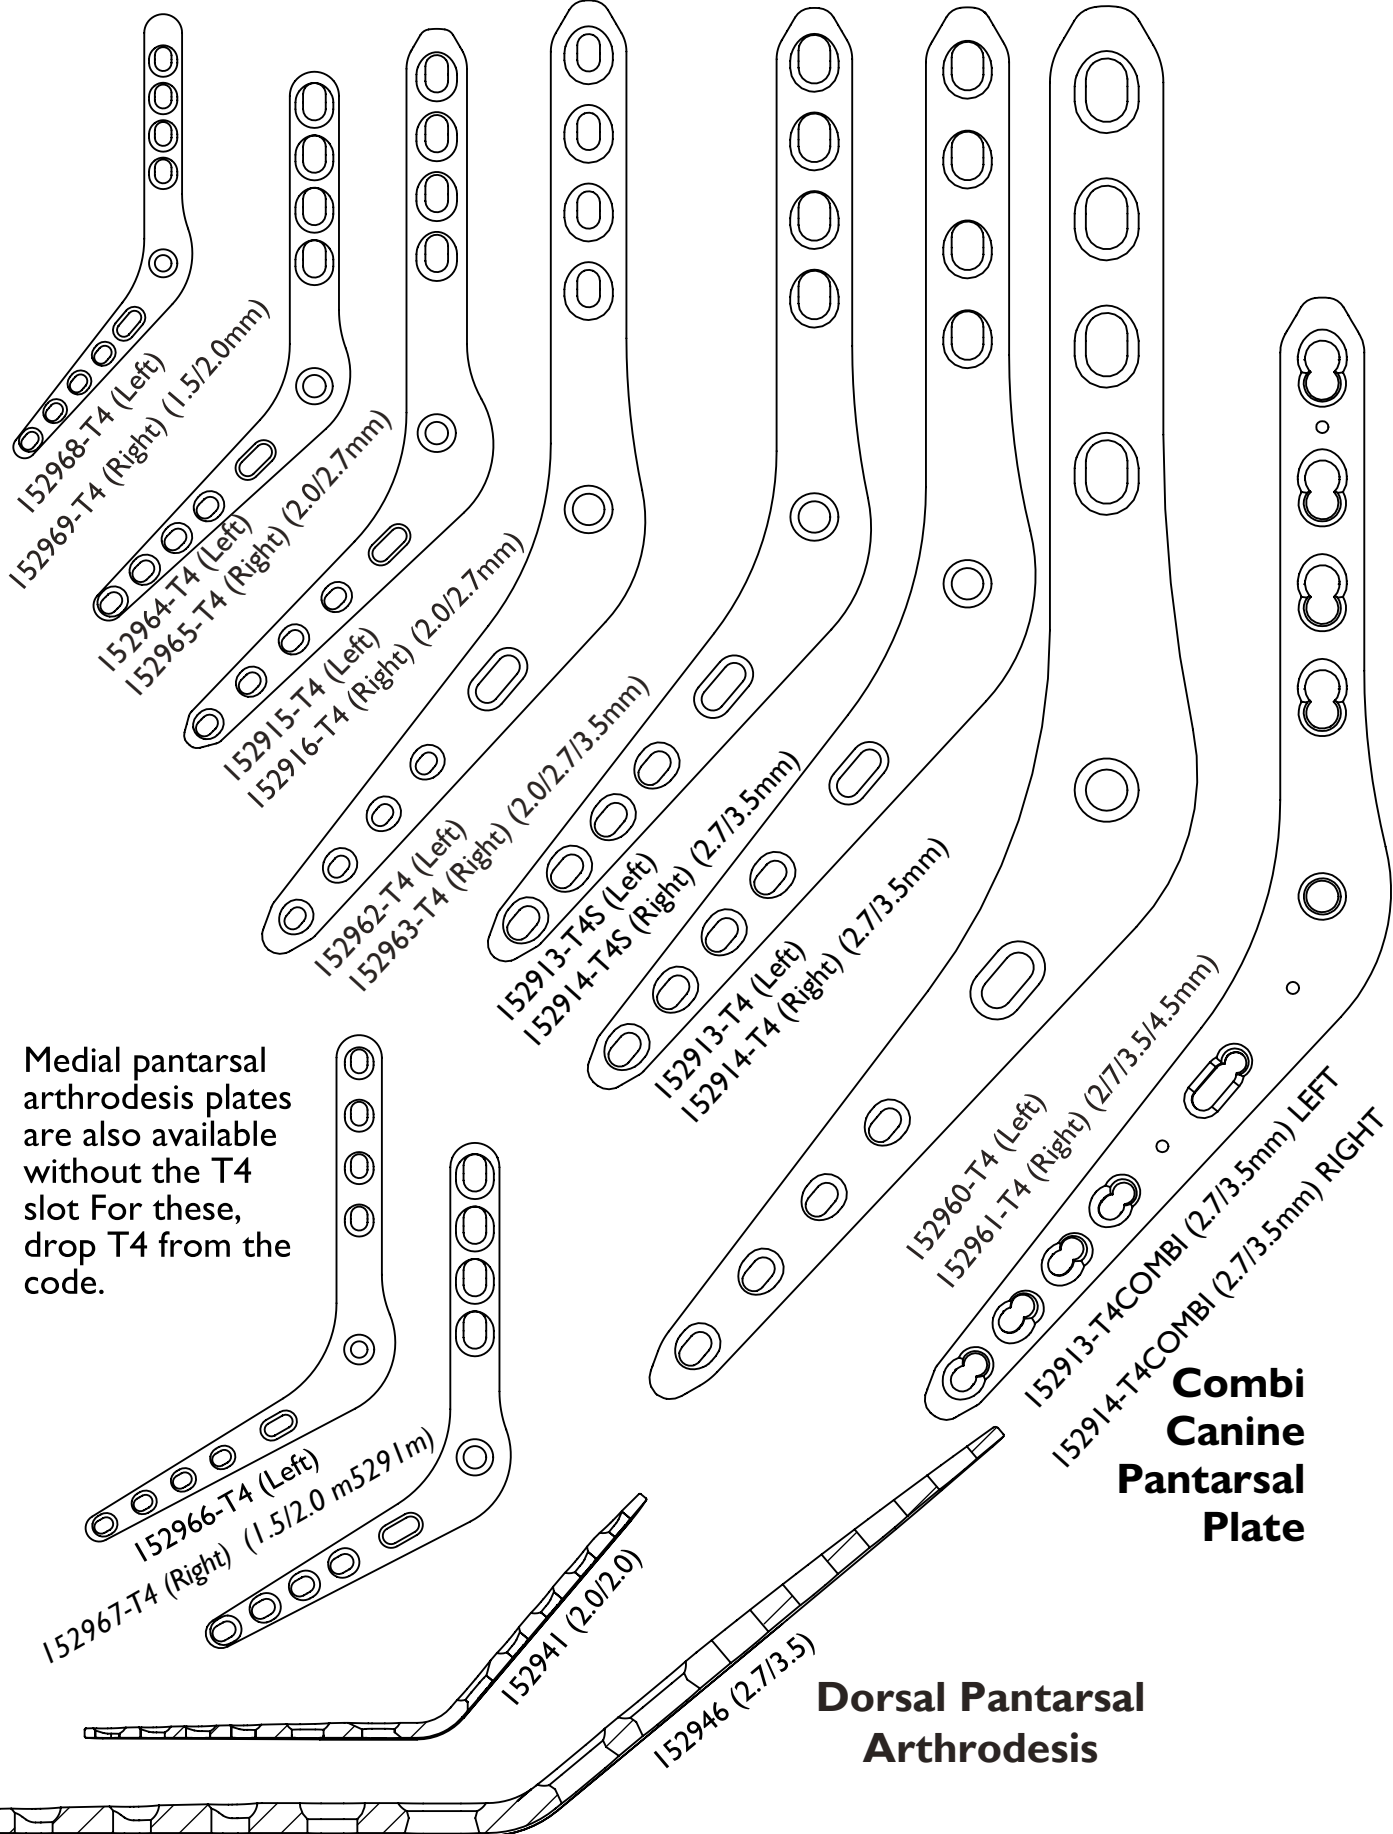 152968-T4 (Left)
152969-T4 (Right) (1.5/2.0mm)
152964-T4 (Left)
152965-T4 (Right) (2.0/2.7mm)
152915-T4 (Left)
152916-T4 (Right) (2.0/2.7mm)
152962-T4 (Left)
152963-T4 (Right) (2.0/2.7/3.5mm)
152913-T4S (Left)
152914-T4S (Right) (2.7/3.5mm)
152913-T4 (Left)
152914-T4 (Right) (2.7/3.5mm)
152960-T4 (Left)
152961-T4 (Right) (2/7/3.5/4.5mm)
152913-T4COMBI (2.7/3.5mm) LEFT
152914-T4COMBI (2.7/3.5mm) RIGHT
Combi
Canine
Pantarsal
Plate
Medial pantarsal
arthrodesis plates
are also available
without the T4
slot For these,
drop T4 from the
code.
152966-T4 (Left)
152967-T4 (Right) (1.5/2.0 m5291m)
152941 (2.0/2.0)
152946 (2.7/3.5)
Dorsal Pantarsal
Arthrodesis